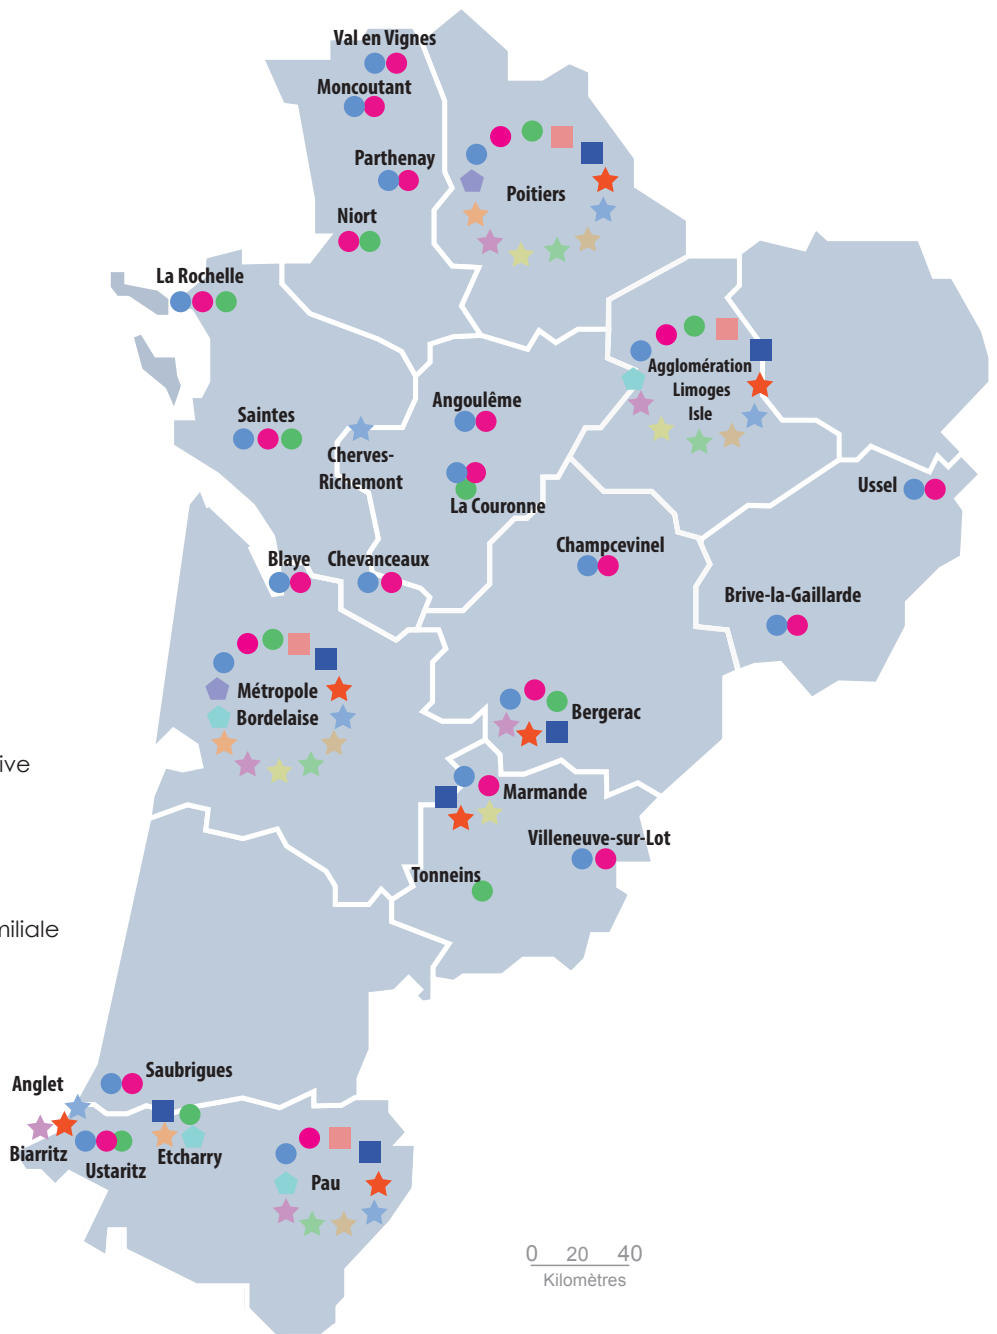 Val en Vignes
Moncoutant
Parthenay
Poitiers
Niort
La Rochelle
Agglomération
Limoges
Isle
Angoulême
Saintes
Cherves-
Richemont
La Couronne
Ussel
Champcevinel
Blaye
Chevanceaux
Brive-la-Gaillarde
Métropole
Bordelaise
Bergerac
ive
Marmande
Villeneuve-sur-Lot
Tonneins
miliale
Saubrigues
Anglet
Biarritz
Etcharry
Ustaritz
Pau
0 20 40
Kilomètres